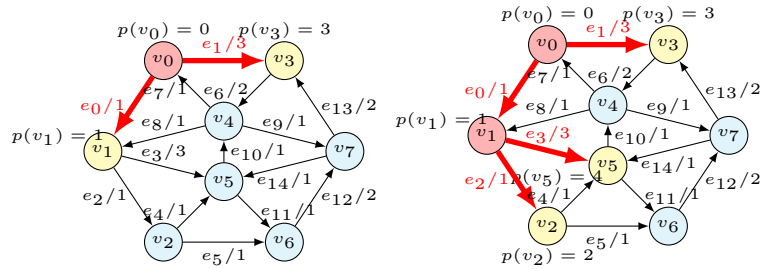 p(v₀) = 0
p(v₃) = 3
e₁/3
v₀
v₃
e₇/1
e₆/2
e₀/1
e₁₃/2
e₈/1
v₄
e₉/1
p(v₁) = 1
v₁
e₃/3
e₁₀/1
v₇
v₅
e₁₄/1
e₂/1
e₁₂/2
e₄/1
e₁₁/1
v₂
v₆
e₅/1
p(v₀) = 0
p(v₃) = 3
e₁/3
v₀
v₃
e₇/1
e₆/2
e₀/1
e₁₃/2
e₈/1
v₄
e₉/1
p(v₁) = 1
v₁
e₃/3
e₁₀/1
v₇
v₅
e₁₄/1
e₂/1
p(v₅) = 4
e₁₂/2
e₄/1
e₁₁/1
v₂
v₆
e₅/1
p(v₂) = 2